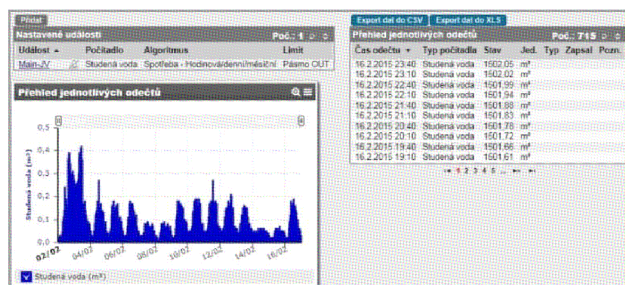 Přidat
Nastavené události Poč.: 1
Událost Počítadlo Algoritmus Limit
Main-JV Studená voda Spotřeba - Hodinová/denní/měsíční Pásmo OUT
Přehled jednotlivých odečtů
0,5
0,4
0,3
0,2
0,1
0,0
Studená voda (m³)
02/02 04/02 06/02 08/02 10/02 12/02 14/02 16/02
Studená voda (m³)
Export dat do CSV Export dat do XLS
Přehled jednotlivých odečtů Poč.: 715
Čas odečtu Typ počítadla Stav Jed. Typ Zapsal Pozn.
16.2.2015 23:40 Studená voda 1502,05 m³
16.2.2015 23:10 Studená voda 1502,02 m³
16.2.2015 22:40 Studená voda 1501,99 m³
16.2.2015 22:10 Studená voda 1501,94 m³
16.2.2015 21:40 Studená voda 1501,88 m³
16.2.2015 21:10 Studená voda 1501,83 m³
16.2.2015 20:40 Studená voda 1501,78 m³
16.2.2015 20:10 Studená voda 1501,72 m³
16.2.2015 19:40 Studená voda 1501,66 m³
16.2.2015 19:10 Studená voda 1501,61 m³
1 2 3 4 5 ...